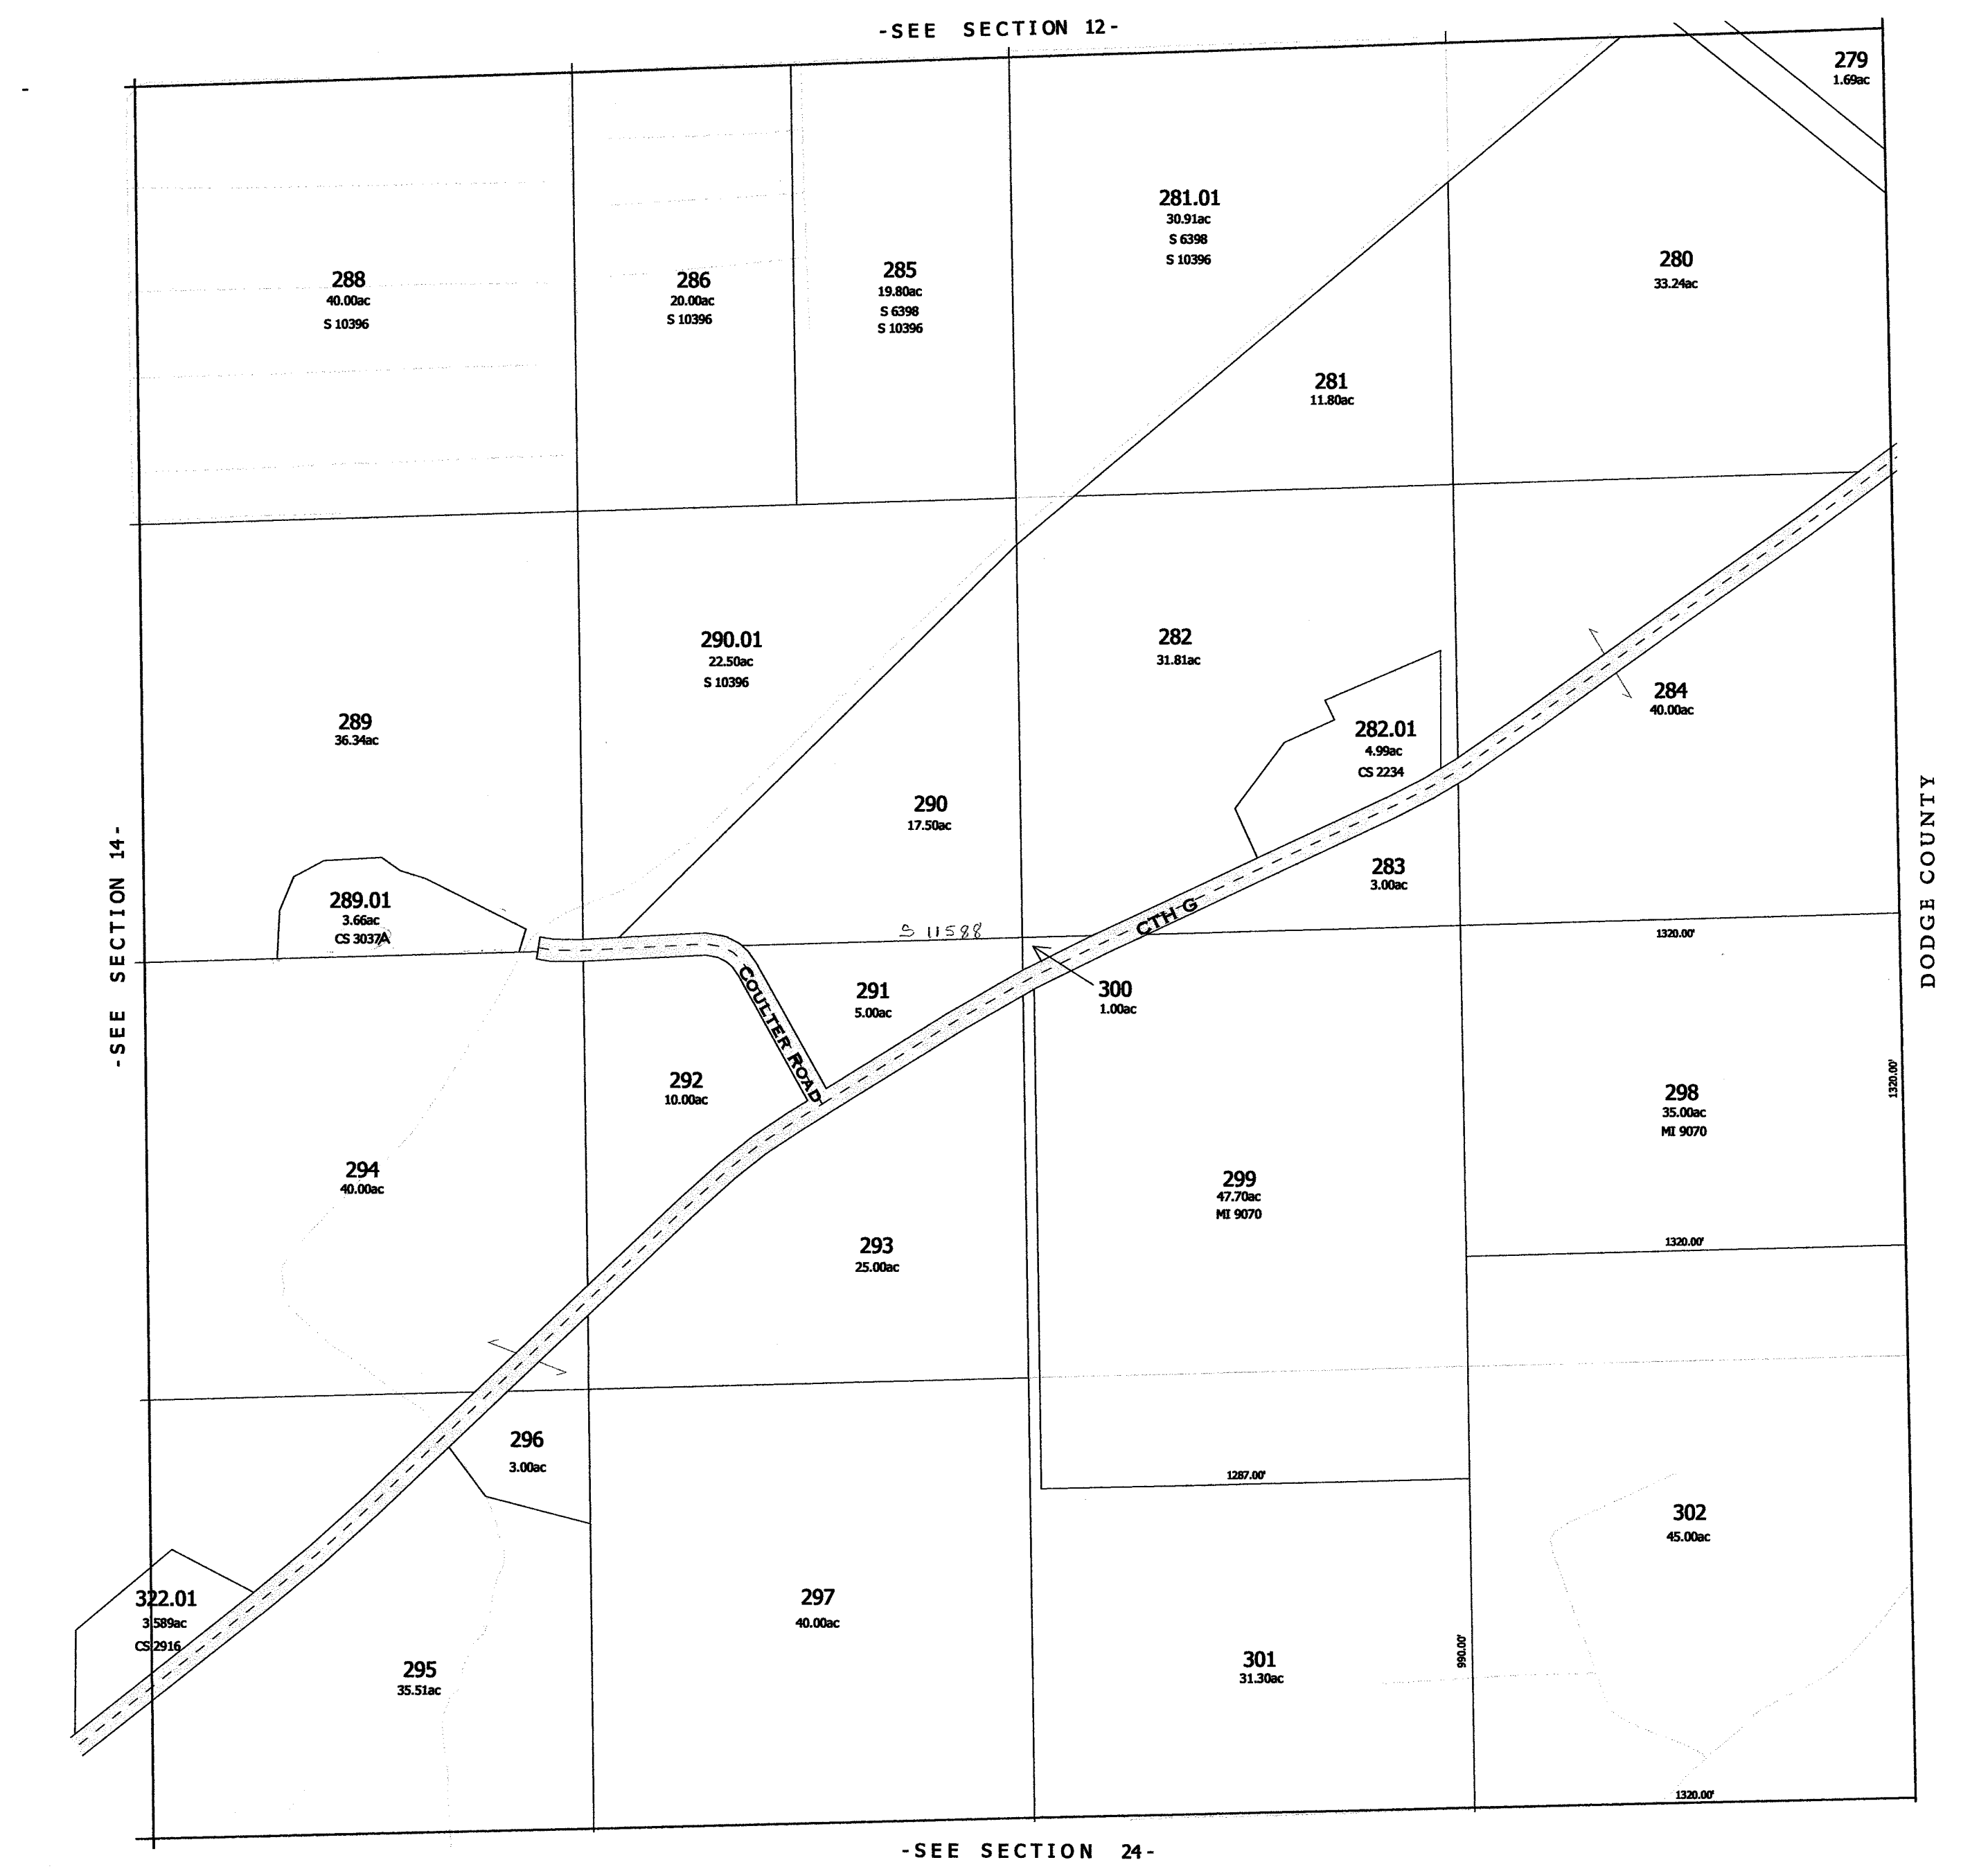 -SEE SECTION 12-
279
1.69ac
281.01
30.91ac
S 6398
S 10396
280
33.24ac
288
40.00ac
S 10396
286
20.00ac
S 10396
285
19.80ac
S 6398
S 10396
281
11.80ac
290.01
22.50ac
S 10396
282
31.81ac
284
40.00ac
289
36.34ac
282.01
4.99ac
CS 2234
290
17.50ac
DODGE COUNTY
-SEE SECTION 14-
283
3.00ac
289.01
3.66ac
CS 3037A
CTH G
S 11588
1320.00'
COULTER ROAD
291
5.00ac
300
1.00ac
292
10.00ac
1320.00'
298
35.00ac
MI 9070
294
40.00ac
299
47.70ac
MI 9070
293
25.00ac
1320.00'
296
3.00ac
1287.00'
302
45.00ac
322.01
3.589ac
CS 2916
297
40.00ac
295
35.51ac
301
31.30ac
990.00'
1320.00'
-SEE SECTION 24-